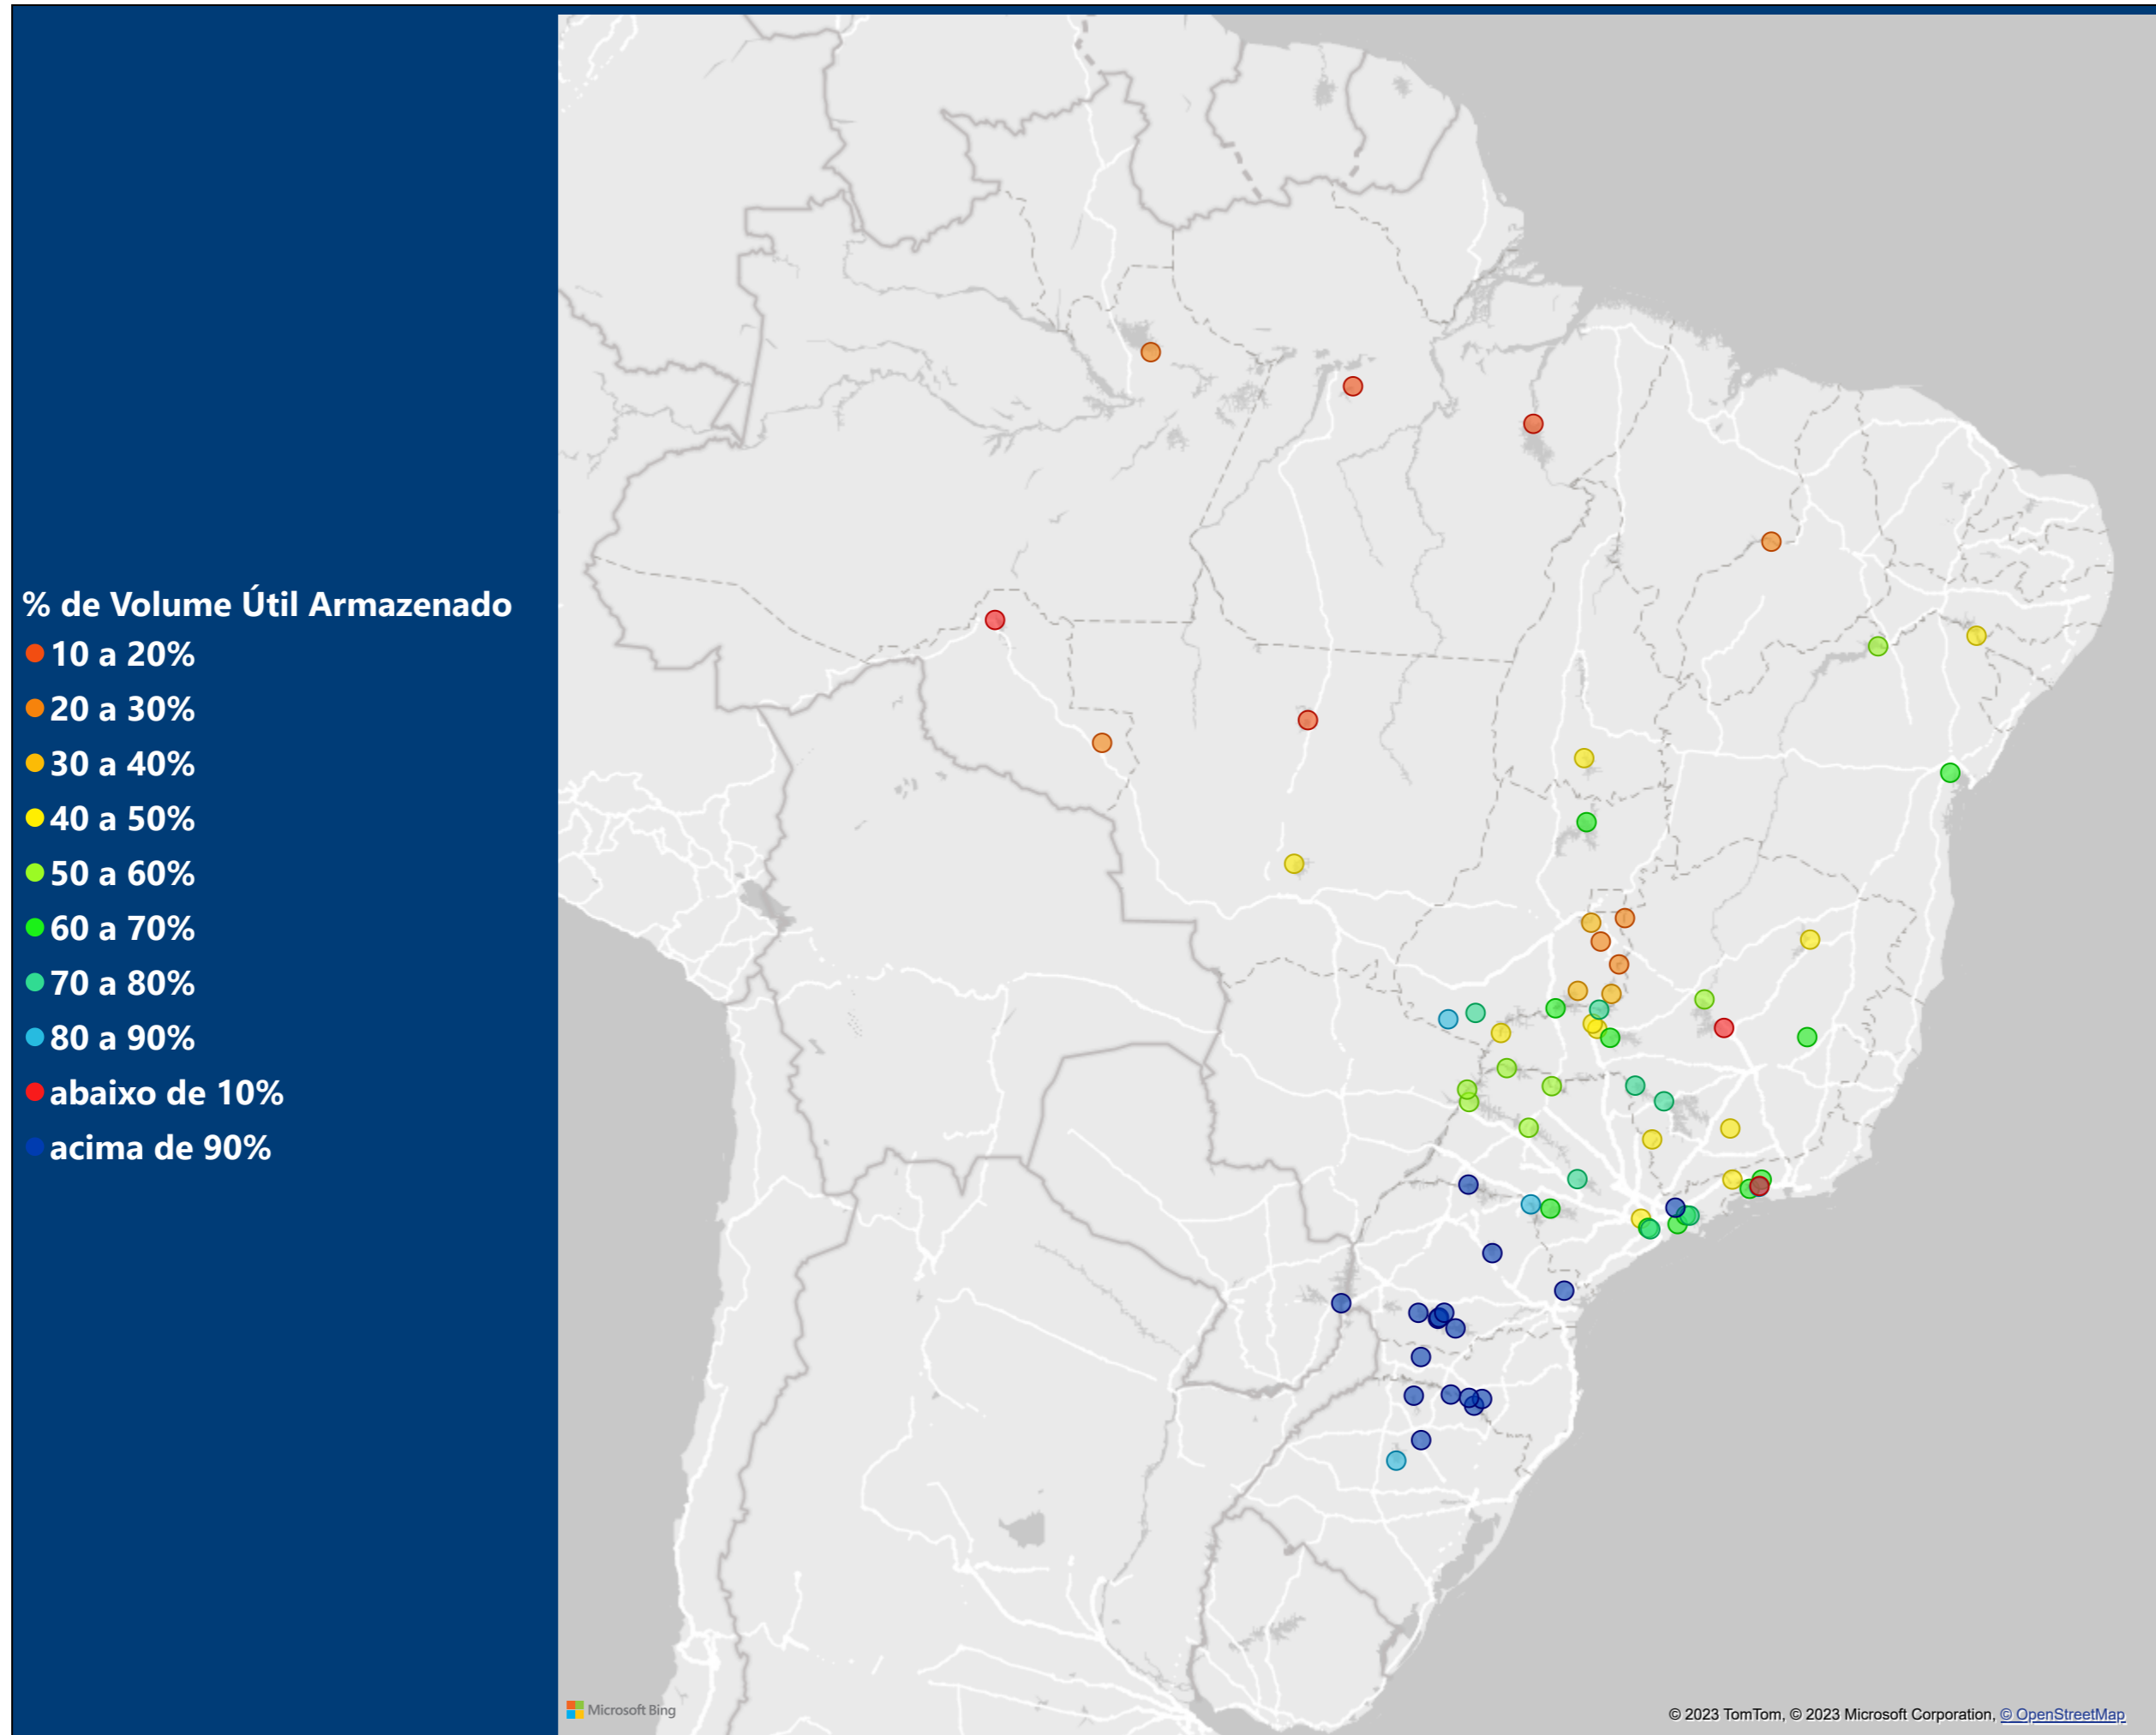 % de Volume Útil Armazenado
10 a 20%
20 a 30%
30 a 40%
40 a 50%
50 a 60%
60 a 70%
70 a 80%
80 a 90%
abaixo de 10%
acima de 90%
Microsoft Bing
© 2023 TomTom, © 2023 Microsoft Corporation, © OpenStreetMap